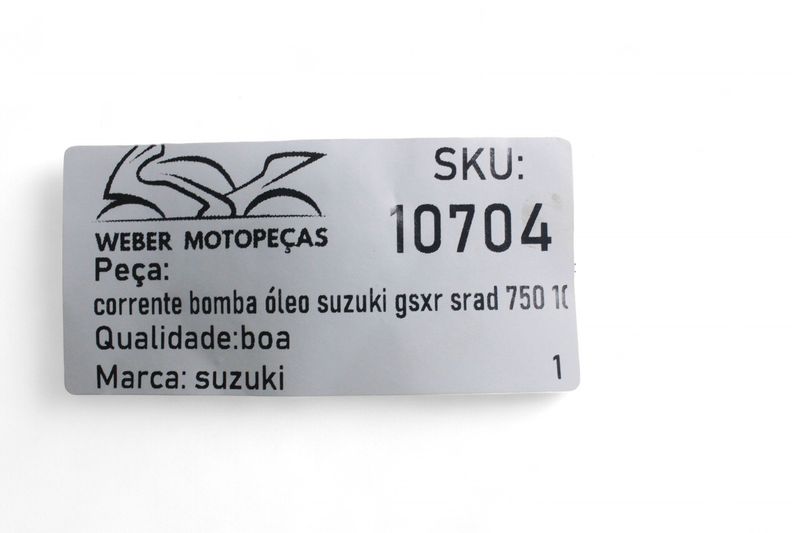 SKU:
10704
WEBER MOTOPEÇAS
Peça:
corrente bomba óleo suzuki gsxr srad 750
Qualidade:boa
Marca: suzuki
1